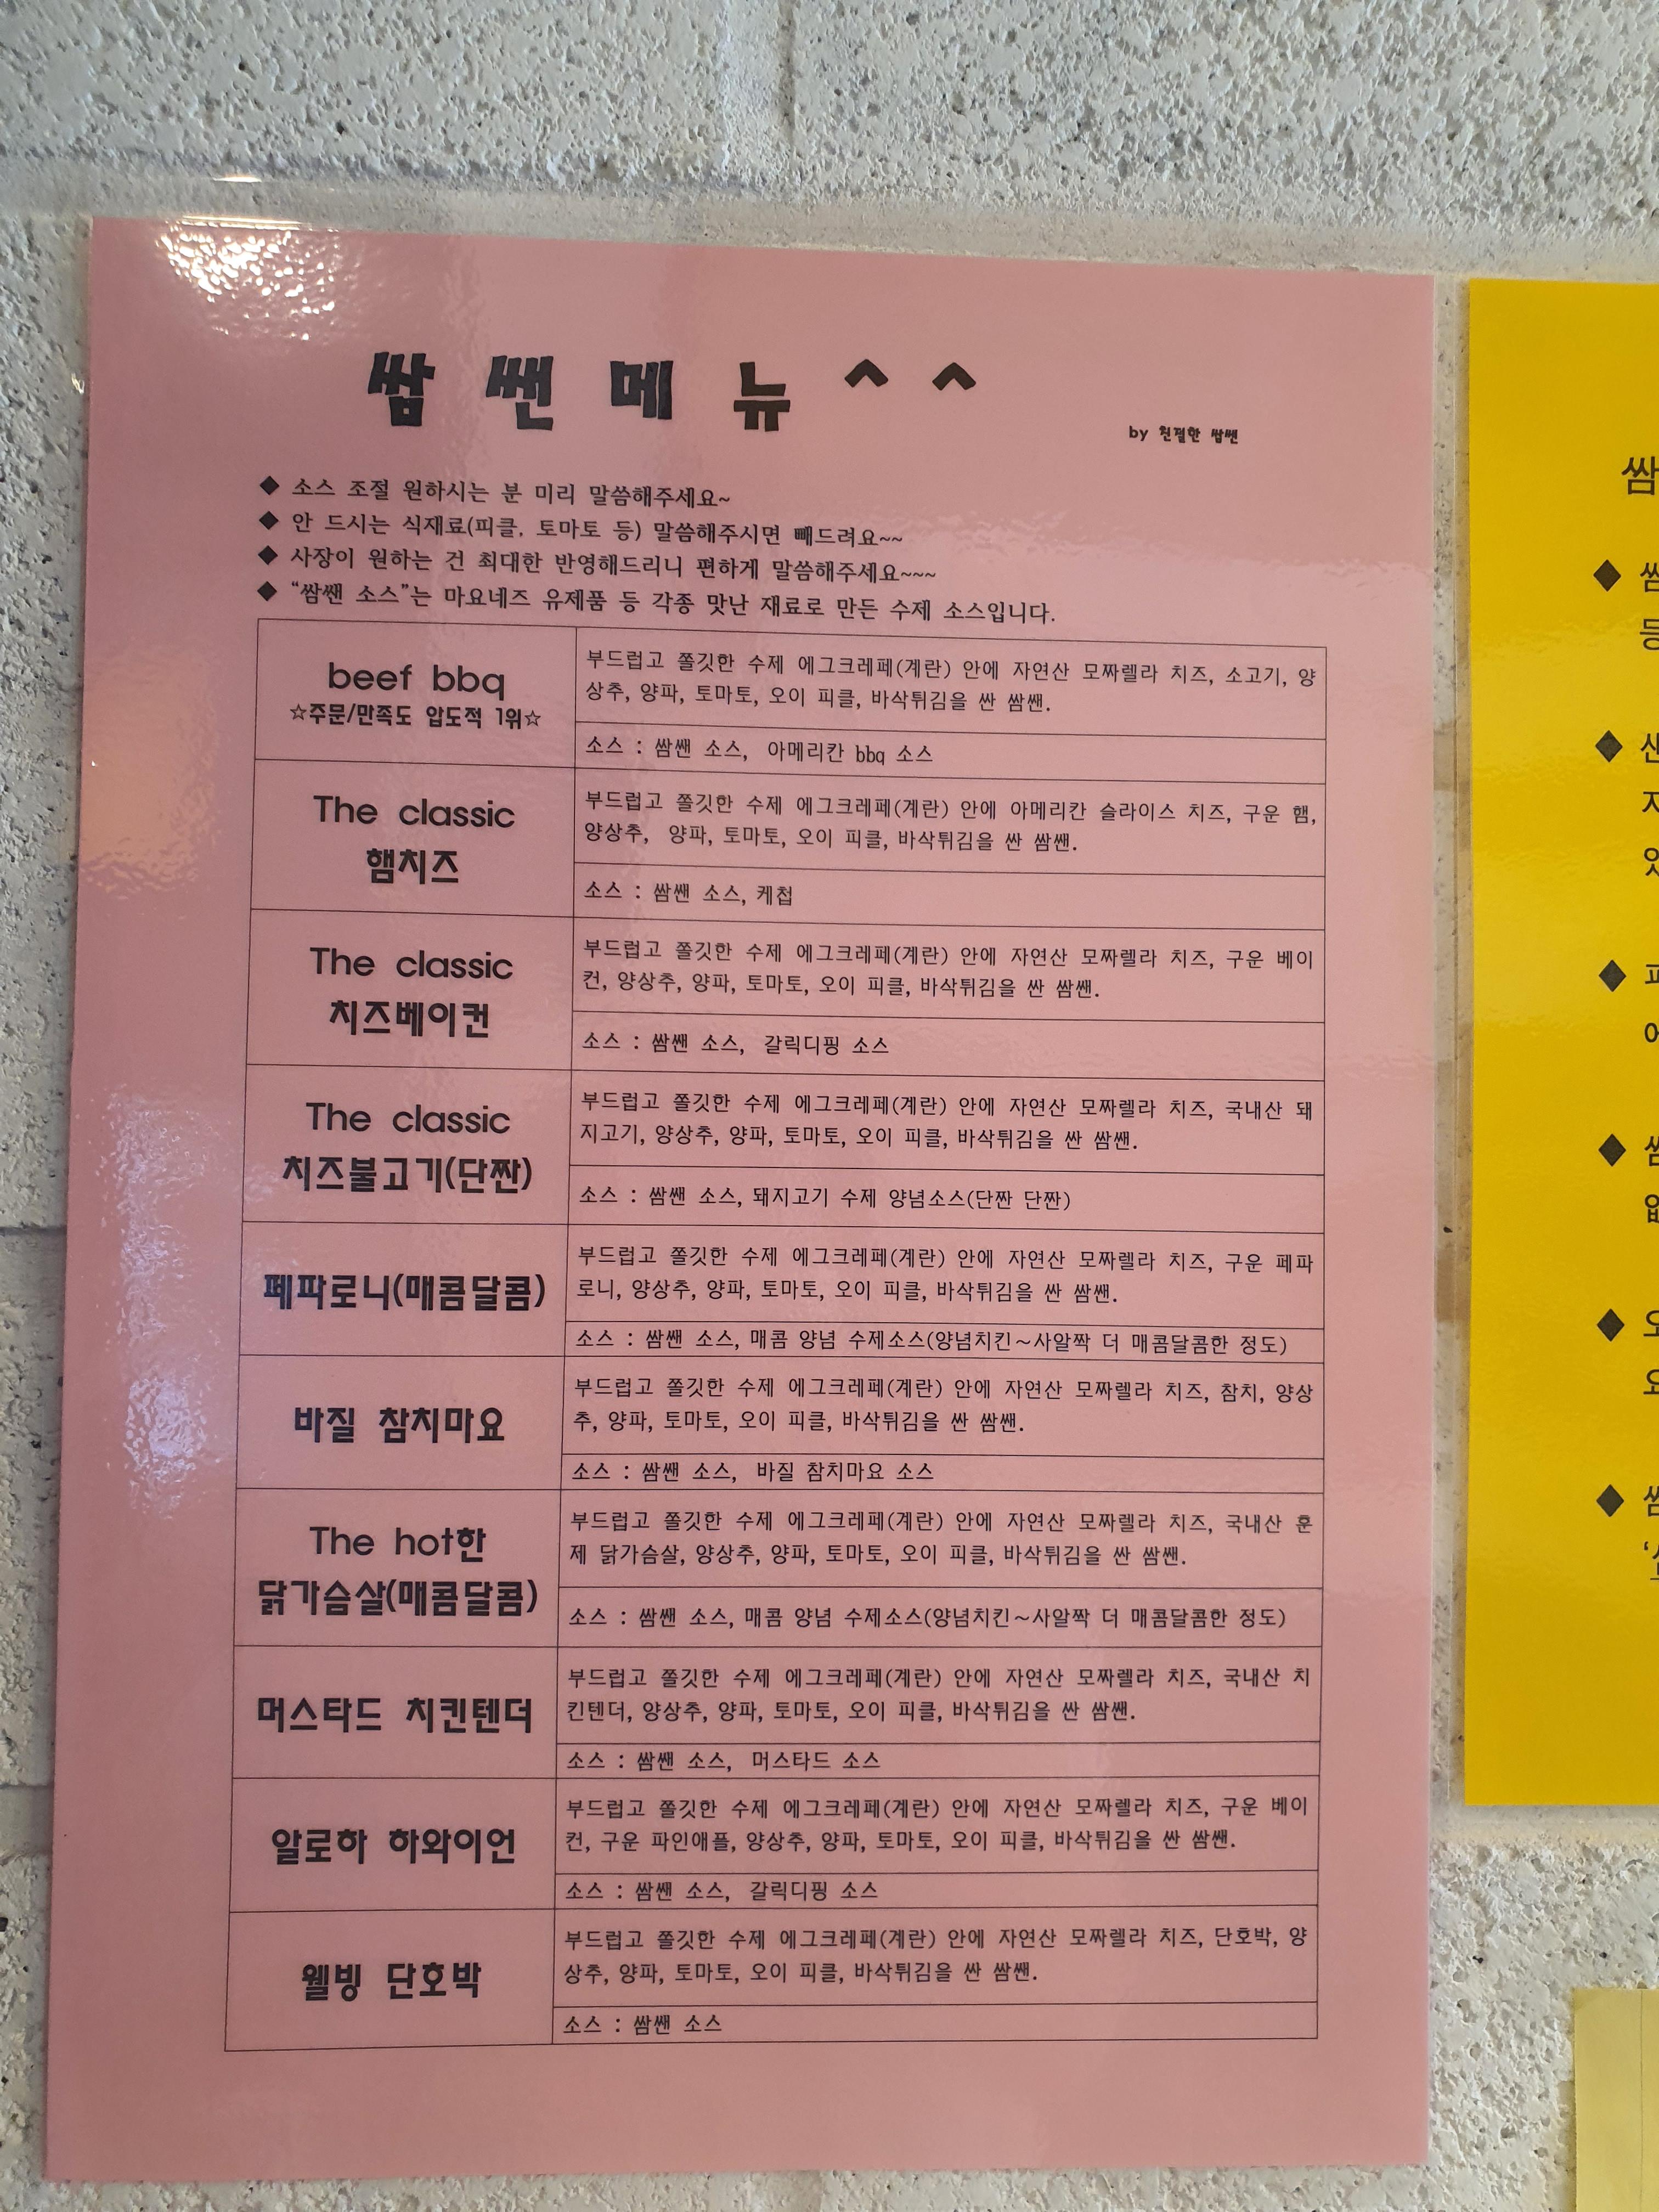 쌈쌘메뉴^^
by 친절한 쌈쌘
◆ 소스 조절 원하시는 분 미리 말씀해주세요~
◆ 안 드시는 식재료(피클, 토마토 등) 말씀해주시면 빼드려요~~
◆ 사장이 원하는 건 최대한 반영해드리니 편하게 말씀해주세요~~~
◆ “쌈쌘 소스”는 마요네즈 유제품 등 각종 맛난 재료로 만든 수제 소스입니다.
beef bbq
☆주문/만족도 압도적 1위☆
부드럽고 쫄깃한 수제 에그크레페(계란) 안에 자연산 모짜렐라 치즈, 소고기, 양
상추, 양파, 토마토, 오이 피클, 바삭튀김을 싼 쌈쌘.
소스 : 쌈쌘 소스, 아메리칸 bbq 소스
The classic
햄치즈
부드럽고 쫄깃한 수제 에그크레페(계란) 안에 아메리칸 슬라이스 치즈, 구운 햄,
양상추, 양파, 토마토, 오이 피클, 바삭튀김을 싼 쌈쌘.
소스 : 쌈쌘 소스, 케첩
The classic
치즈베이컨
부드럽고 쫄깃한 수제 에그크레페(계란) 안에 자연산 모짜렐라 치즈, 구운 베이
컨, 양상추, 양파, 토마토, 오이 피클, 바삭튀김을 싼 쌈쌘.
소스 : 쌈쌘 소스, 갈릭디핑 소스
The classic
치즈불고기(단짠)
부드럽고 쫄깃한 수제 에그크레페(계란) 안에 자연산 모짜렐라 치즈, 국내산 돼
지고기, 양상추, 양파, 토마토, 오이 피클, 바삭튀김을 싼 쌈쌘.
소스 : 쌈쌘 소스, 돼지고기 수제 양념소스(단짠 단짠)
페파로니(매콤달콤)
부드럽고 쫄깃한 수제 에그크레페(계란) 안에 자연산 모짜렐라 치즈, 구운 페파
로니, 양상추, 양파, 토마토, 오이 피클, 바삭튀김을 싼 쌈쌘.
소스 : 쌈쌘 소스, 매콤 양념 수제소스(양념치킨~사알짝 더 매콤달콤한 정도)
바질 참치마요
부드럽고 쫄깃한 수제 에그크레페(계란) 안에 자연산 모짜렐라 치즈, 참치, 양상
추, 양파, 토마토, 오이 피클, 바삭튀김을 싼 쌈쌘.
소스 : 쌈쌘 소스, 바질 참치마요 소스
The hot한
닭가슴살(매콤달콤)
부드럽고 쫄깃한 수제 에그크레페(계란) 안에 자연산 모짜렐라 치즈, 국내산 훈
제 닭가슴살, 양상추, 양파, 토마토, 오이 피클, 바삭튀김을 싼 쌈쌘.
소스 : 쌈쌘 소스, 매콤 양념 수제소스(양념치킨~사알짝 더 매콤달콤한 정도)
머스타드 치킨텐더
부드럽고 쫄깃한 수제 에그크레페(계란) 안에 자연산 모짜렐라 치즈, 국내산 치
킨텐더, 양상추, 양파, 토마토, 오이 피클, 바삭튀김을 싼 쌈쌘.
소스 : 쌈쌘 소스, 머스타드 소스
알로하 하와이언
부드럽고 쫄깃한 수제 에그크레페(계란) 안에 자연산 모짜렐라 치즈, 구운 베이
컨, 구운 파인애플, 양상추, 양파, 토마토, 오이 피클, 바삭튀김을 싼 쌈쌘.
소스 : 쌈쌘 소스, 갈릭디핑 소스
웰빙 단호박
부드럽고 쫄깃한 수제 에그크레페(계란) 안에 자연산 모짜렐라 치즈, 단호박, 양
상추, 양파, 토마토, 오이 피클, 바삭튀김을 싼 쌈쌘.
소스 : 쌈쌘 소스